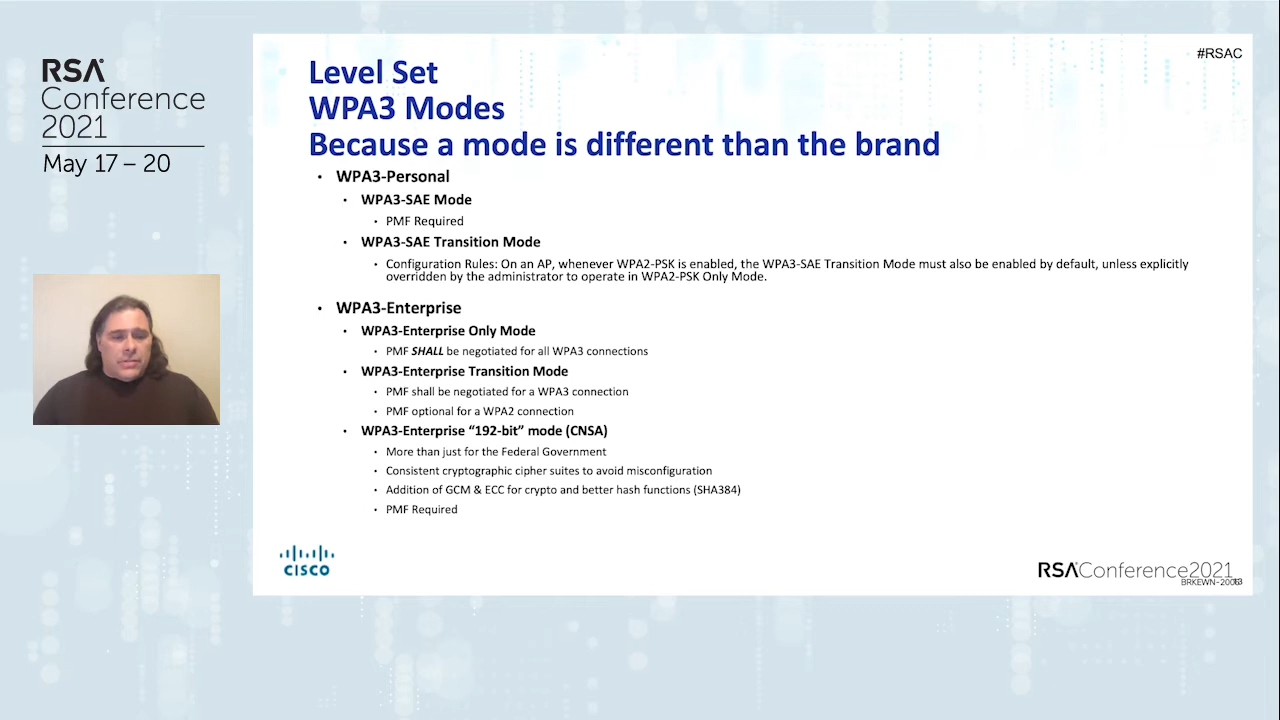 RSA
Conference
2021
May 17 – 20
#RSAC
Level Set
WPA3 Modes
Because a mode is different than the brand
• WPA3-Personal
• WPA3-SAE Mode
• PMF Required
• WPA3-SAE Transition Mode
• Configuration Rules: On an AP, whenever WPA2-PSK is enabled, the WPA3-SAE Transition Mode must also be enabled by default, unless explicitly
overridden by the administrator to operate in WPA2-PSK Only Mode.
• WPA3-Enterprise
• WPA3-Enterprise Only Mode
• PMF SHALL be negotiated for all WPA3 connections
• WPA3-Enterprise Transition Mode
• PMF shall be negotiated for a WPA3 connection
• PMF optional for a WPA2 connection
• WPA3-Enterprise “192-bit” mode (CNSA)
• More than just for the Federal Government
• Consistent cryptographic cipher suites to avoid misconfiguration
• Addition of GCM & ECC for crypto and better hash functions (SHA384)
• PMF Required
CISCO
RSAConference2021